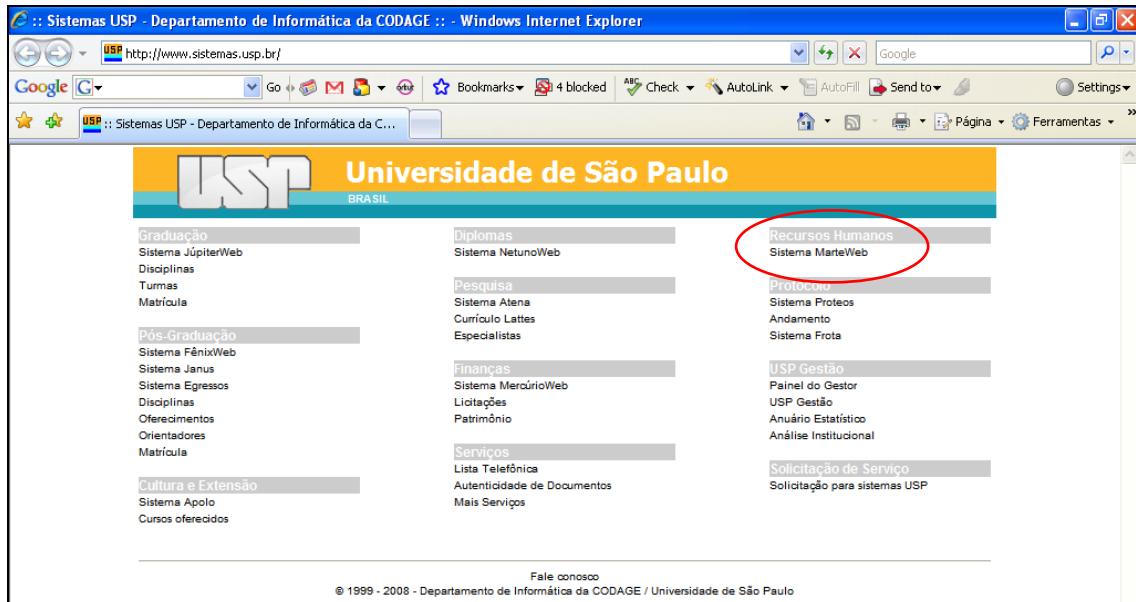 :: Sistemas USP - Departamento de Informática da CODAGE :: - Windows Internet Explorer
USP http://www.sistemas.usp.br/
Google
Google G Go Bookmarks 4 blocked ABC Check AutoLink AutoFill Send to Settings
USP :: Sistemas USP - Departamento de Informática da C... Página Ferramentas »
USP
Universidade de São Paulo
BRASIL
Graduação
Sistema JúpiterWeb
Disciplinas
Turmas
Matrícula
Pós-Graduação
Sistema FênixWeb
Sistema Janus
Sistema Egressos
Disciplinas
Oferecimentos
Orientadores
Matrícula
Cultura e Extensão
Sistema Apolo
Cursos oferecidos
Diplomas
Sistema NetunoWeb
Pesquisa
Sistema Atena
Currículo Lattes
Especialistas
Finanças
Sistema MercúrioWeb
Licitações
Patrimônio
Serviços
Lista Telefônica
Autenticidade de Documentos
Mais Serviços
Recursos Humanos
Sistema MarteWeb
Protocolo
Sistema Proteos
Andamento
Sistema Frota
USP Gestão
Painel do Gestor
USP Gestão
Anuário Estatístico
Análise Institucional
Solicitação de Serviço
Solicitação para sistemas USP
Fale conosco
© 1999 - 2008 - Departamento de Informática da CODAGE / Universidade de São Paulo